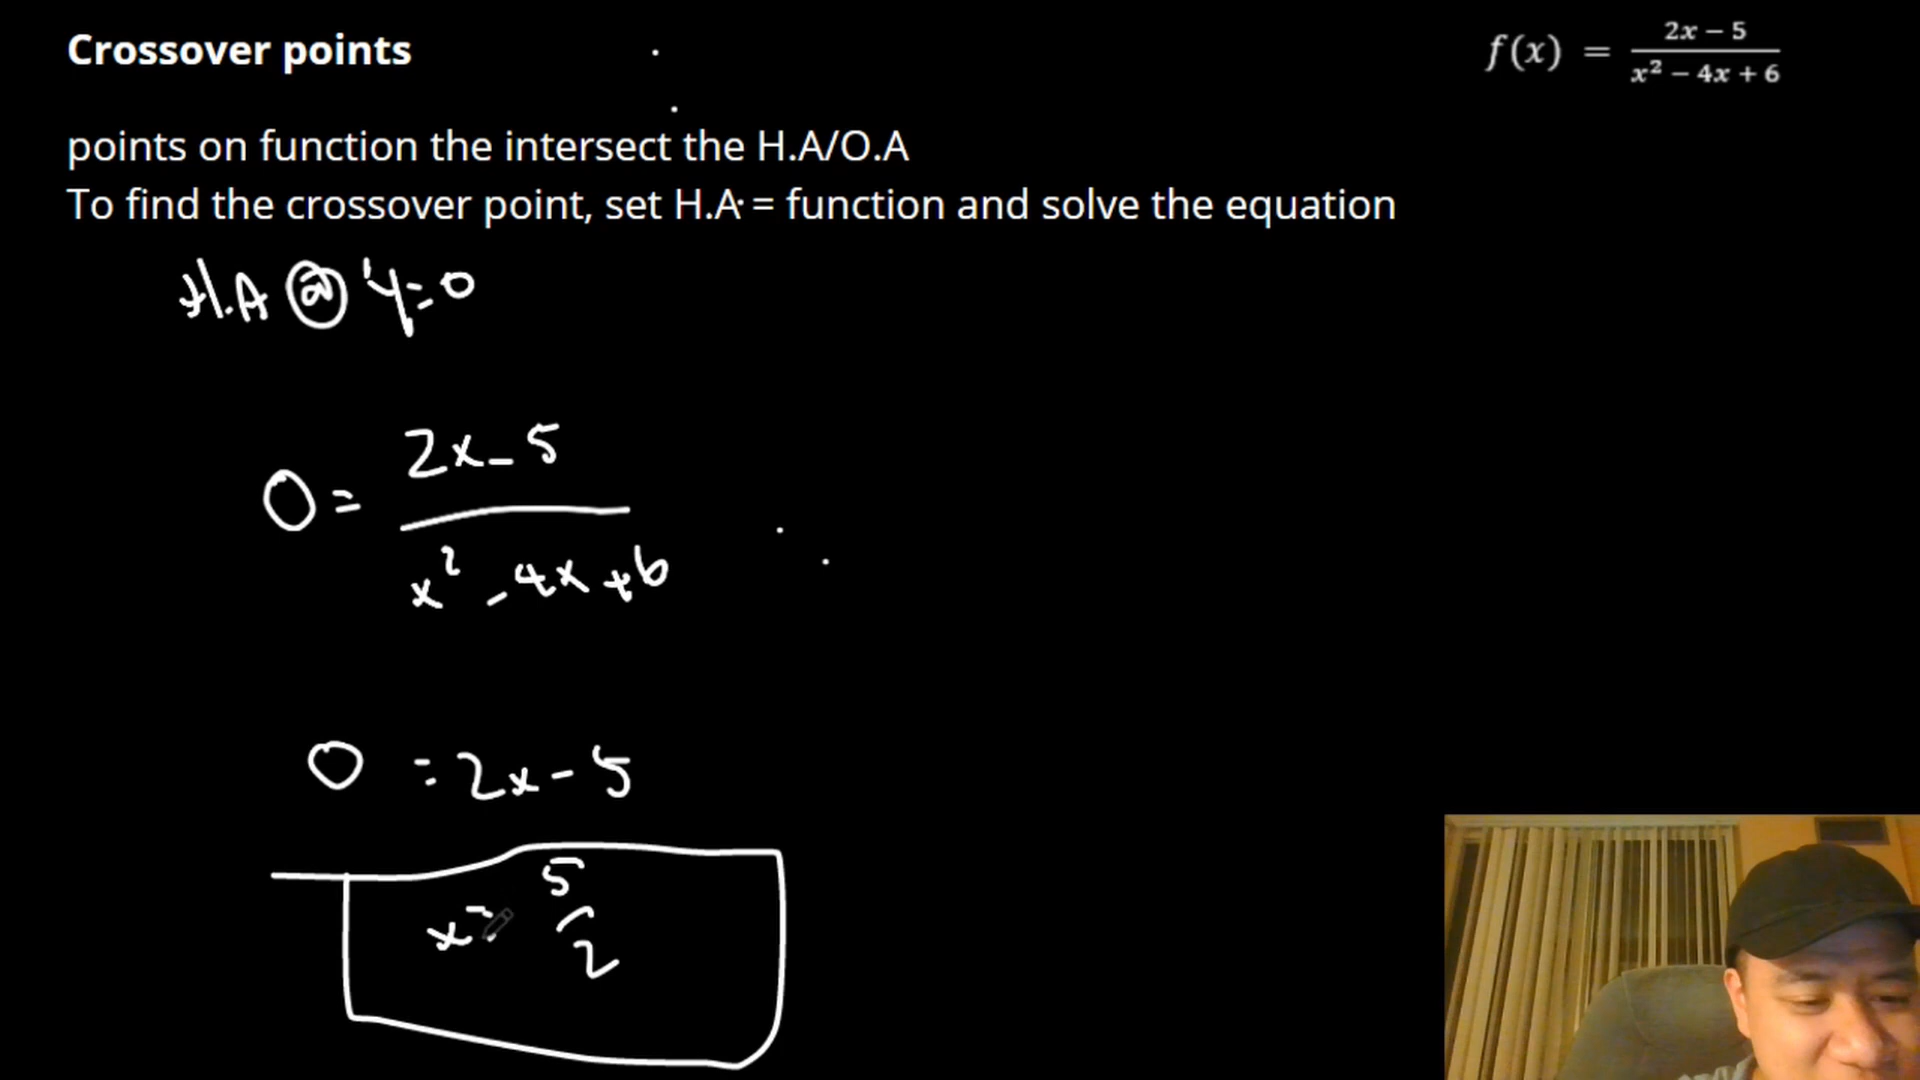 Crossover points
f(x) = (2x − 5)/(x² − 4x + 6)
points on function the intersect the H.A/O.A
To find the crossover point, set H.A = function and solve the equation
H.A @ y=0
0 = (2x - 5)/(x² - 4x + 6)
0 = 2x - 5
x = 5/2